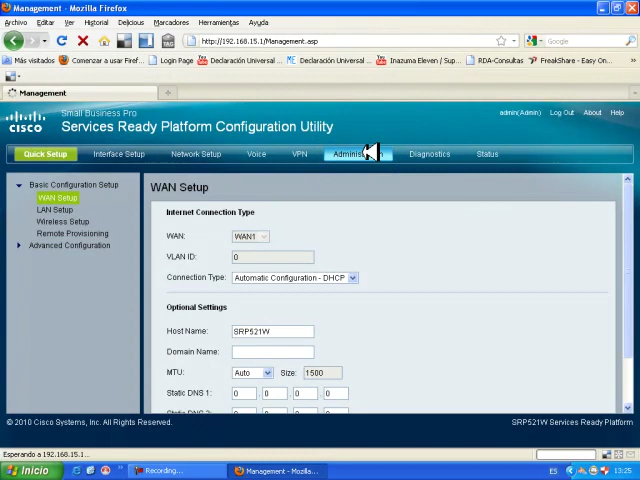 Management - Mozilla Firefox
Archivo Editar Ver Historial Delicious Marcadores Herramientas Ayuda
TAG http://192.168.15.1/Management.asp Google
Más visitados Comenzar a usar Firef... Login Page Declaración Universal ... VPN Declaración Universal ... Inazuma Eleven / Sup... RDA-Consultas FreakShare - Easy On...
Management
Small Business Pro
cisco Services Ready Platform Configuration Utility
admin(Admin) Log Out About Help
Quick Setup Interface Setup Network Setup Voice VPN Diagnostics Status
Basic Configuration Setup
WAN Setup
LAN Setup
Wireless Setup
Remote Provisioning
Advanced Configuration
WAN Setup
Internet Connection Type
WAN: WAN1
VLAN ID: 0
Connection Type: Automatic Configuration - DHCP
Optional Settings
Host Name: SRP521W
Domain Name:
MTU: Auto Size: 1500
Static DNS 1: 0 . 0 . 0 . 0
Static DNS 2:
© 2010 Cisco Systems, Inc. All Rights Reserved. SRP521W Services Ready Platform
Esperando a 192.168.15.1...
Inicio Recording... Management - Mozilla... ES 13:25